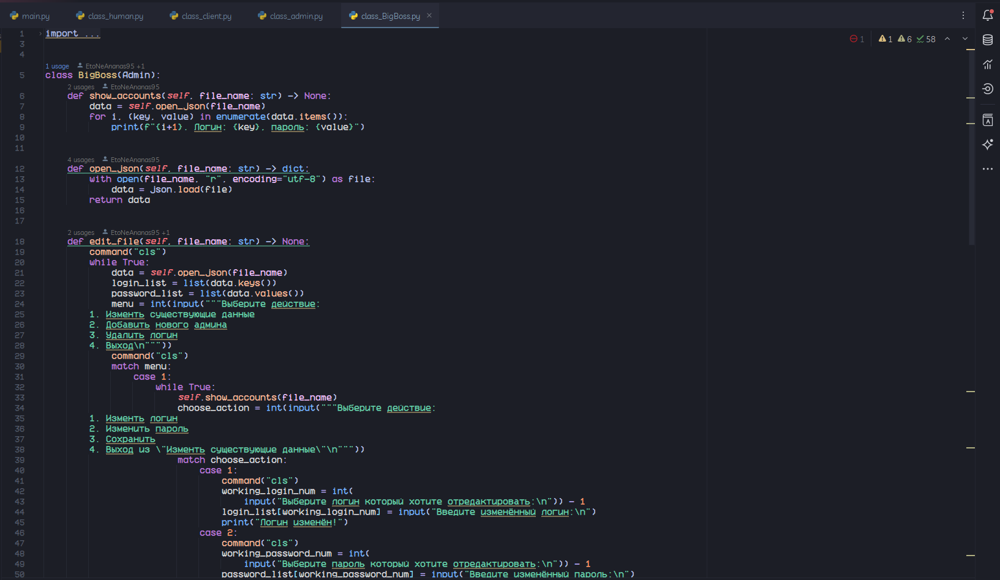 main.py class_human.py class_client.py class_admin.py class_BigBoss.py ×
1 import ...
1 1 6 58
3
4
1 usage EtoNeAnanas95 +1
5 class BigBoss(Admin):
2 usages EtoNeAnanas95
6 def show_accounts(self, file_name: str) -> None:
7 data = self.open_json(file_name)
8 for i, (key, value) in enumerate(data.items()):
9 print(f"{i+1}. Логин: {key}, пароль: {value}")
10
11
4 usages EtoNeAnanas95
12 def open_json(self, file_name: str) -> dict:
13 with open(file_name, "r", encoding="utf-8") as file:
14 data = json.load(file)
15 return data
16
17
2 usages EtoNeAnanas95 +1
18 def edit_file(self, file_name: str) -> None:
19 command("cls")
20 while True:
21 data = self.open_json(file_name)
22 login_list = list(data.keys())
23 password_list = list(data.values())
24 menu = int(input("""Выберите действие:
25 1. Изменть существующие данные
26 2. Добавить нового админа
27 3. Удалить логин
28 4. Выход\n"""))
29 command("cls")
30 match menu:
31 case 1:
32 while True:
33 self.show_accounts(file_name)
34 choose_action = int(input("""Выберите действие:
35 1. Изменть логин
36 2. Изменить пароль
37 3. Сохранить
38 4. Выход из \"Изменть существующие данные\"\n"""))
39 match choose_action:
40 case 1:
41 command("cls")
42 working_login_num = int(
43 input("Выберите логин который хотите отредактировать:\n")) - 1
44 login_list[working_login_num] = input("Введите изменённый логин:\n")
45 print("Логин изменён!")
46 case 2:
47 command("cls")
48 working_password_num = int(
49 input("Выберите пароль который хотите отредактировать:\n")) - 1
50 password_list[working_password_num] = input("Введите изменённый пароль:\n")